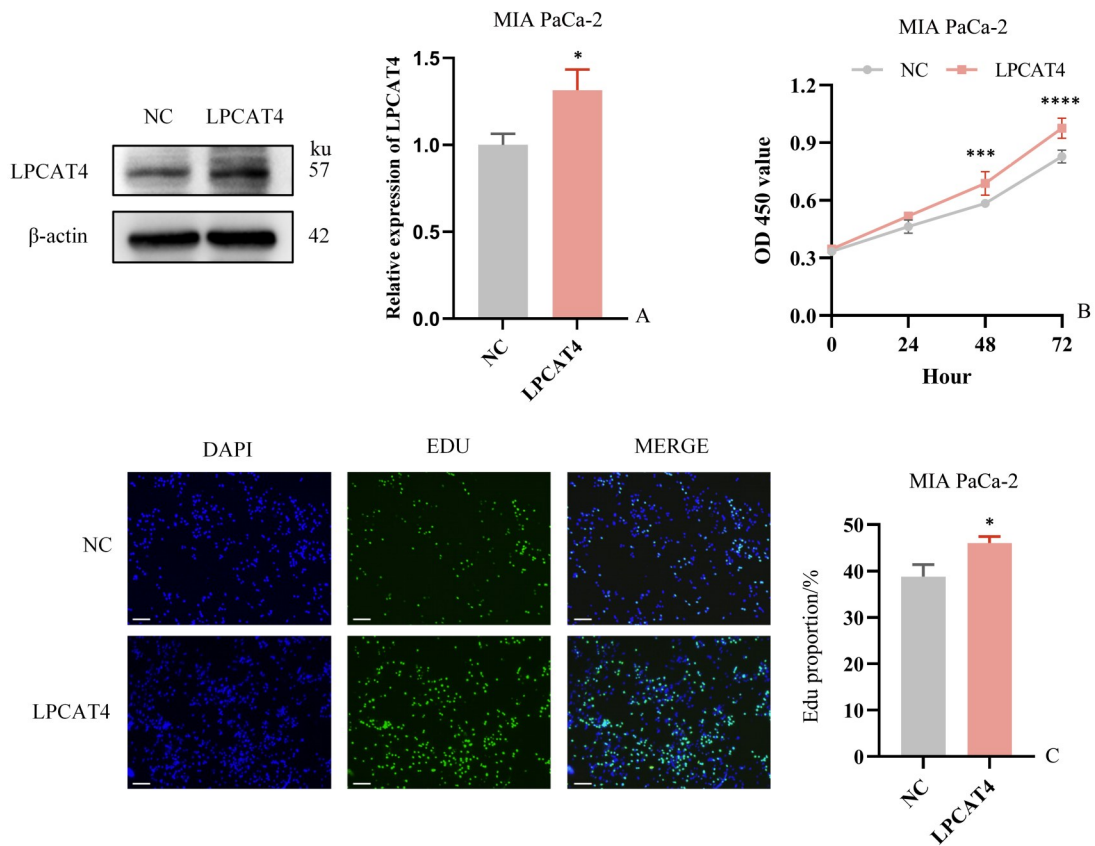 NC LPCAT4
ku
LPCAT4 57
β-actin 42
MIA PaCa-2
Relative expression of LPCAT4
1.5
1.0
0.5
0.0
*
NC
LPCAT4
A
MIA PaCa-2
NC LPCAT4
OD 450 value
1.2
0.9
0.6
0.3
0.0
***
****
0 24 48 72
Hour
B
DAPI EDU MERGE
NC
LPCAT4
MIA PaCa-2
Edu proportion/%
50
40
30
20
10
0
*
NC
LPCAT4
C